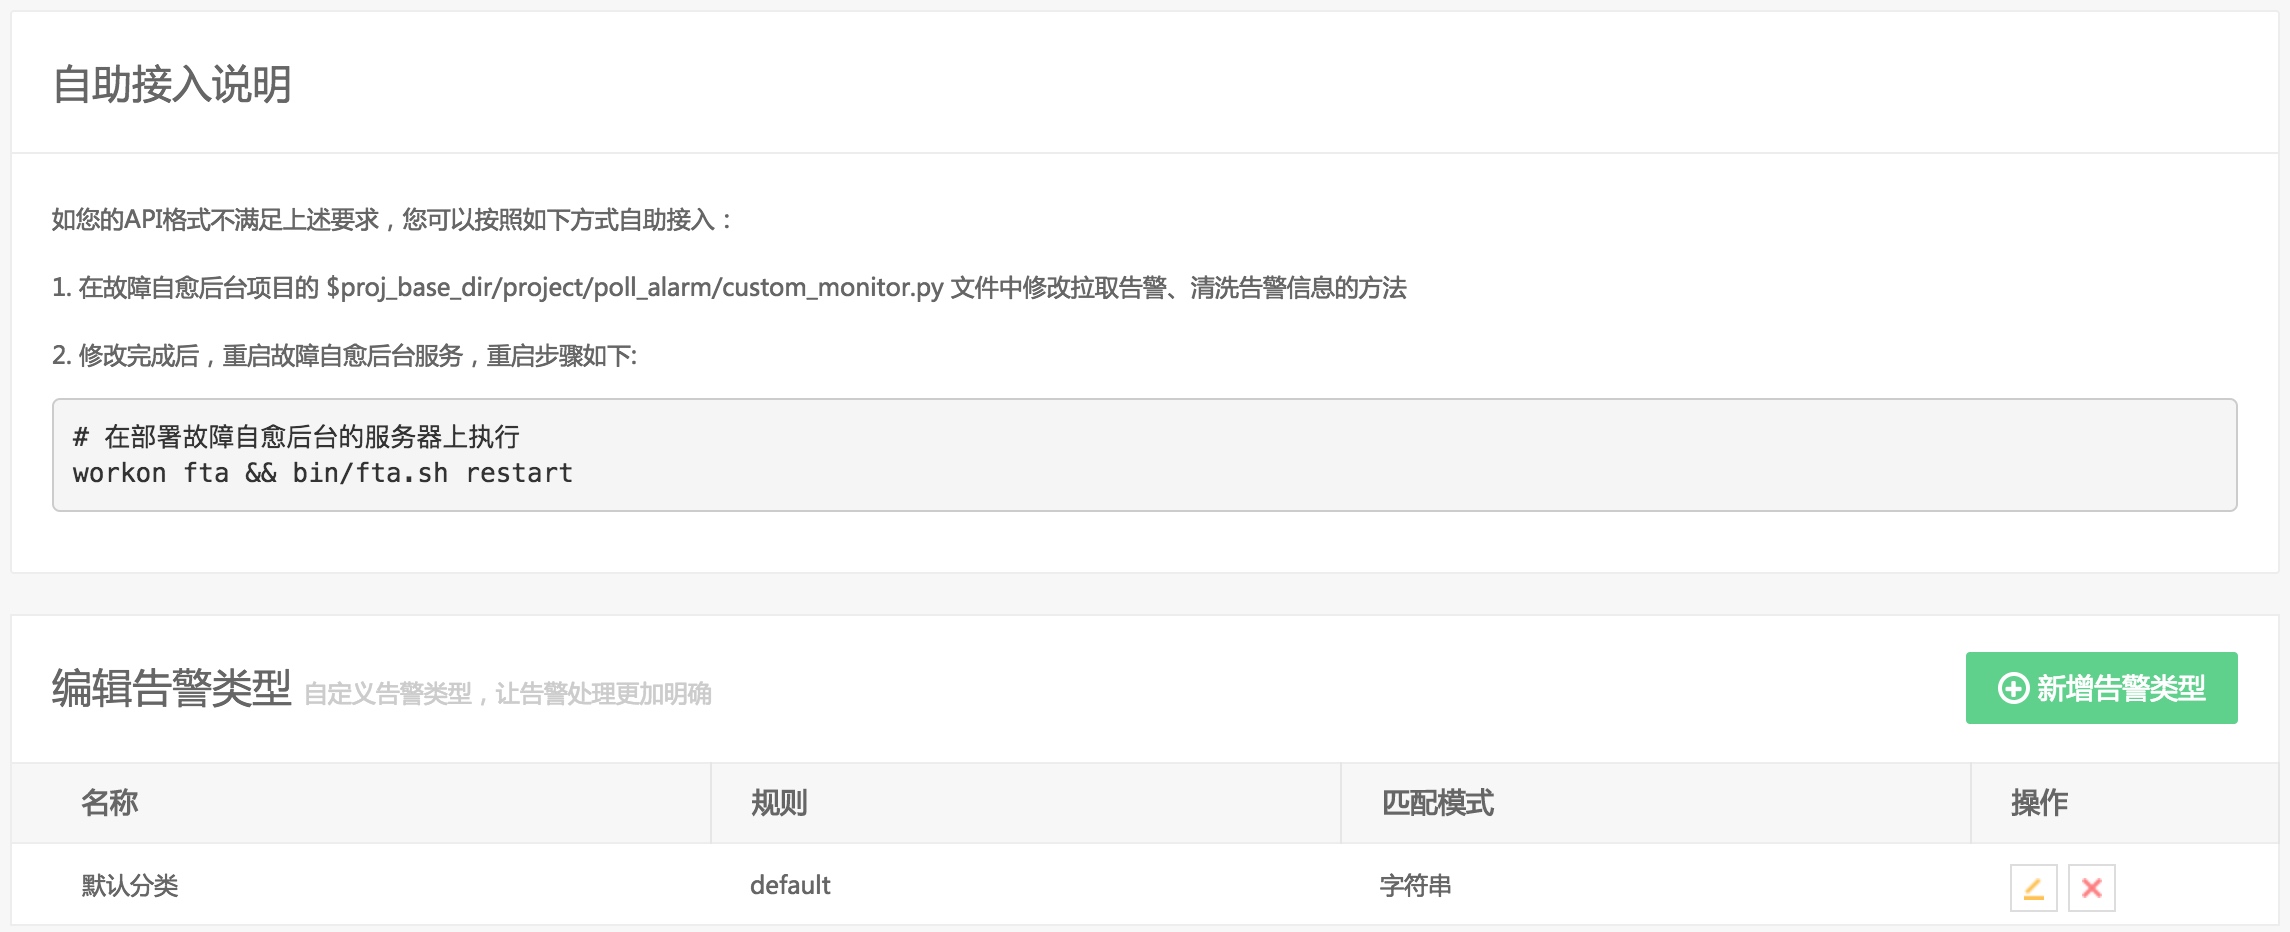 自助接入说明
如您的API格式不满足上述要求，您可以按照如下方式自助接入：
1. 在故障自愈后台项目的 $proj_base_dir/project/poll_alarm/custom_monitor.py 文件中修改拉取告警、清洗告警信息的方法
2. 修改完成后，重启故障自愈后台服务，重启步骤如下:
# 在部署故障自愈后台的服务器上执行
workon fta && bin/fta.sh restart
编辑告警类型 自定义告警类型，让告警处理更加明确
新增告警类型
名称 规则 匹配模式 操作
默认分类 default 字符串